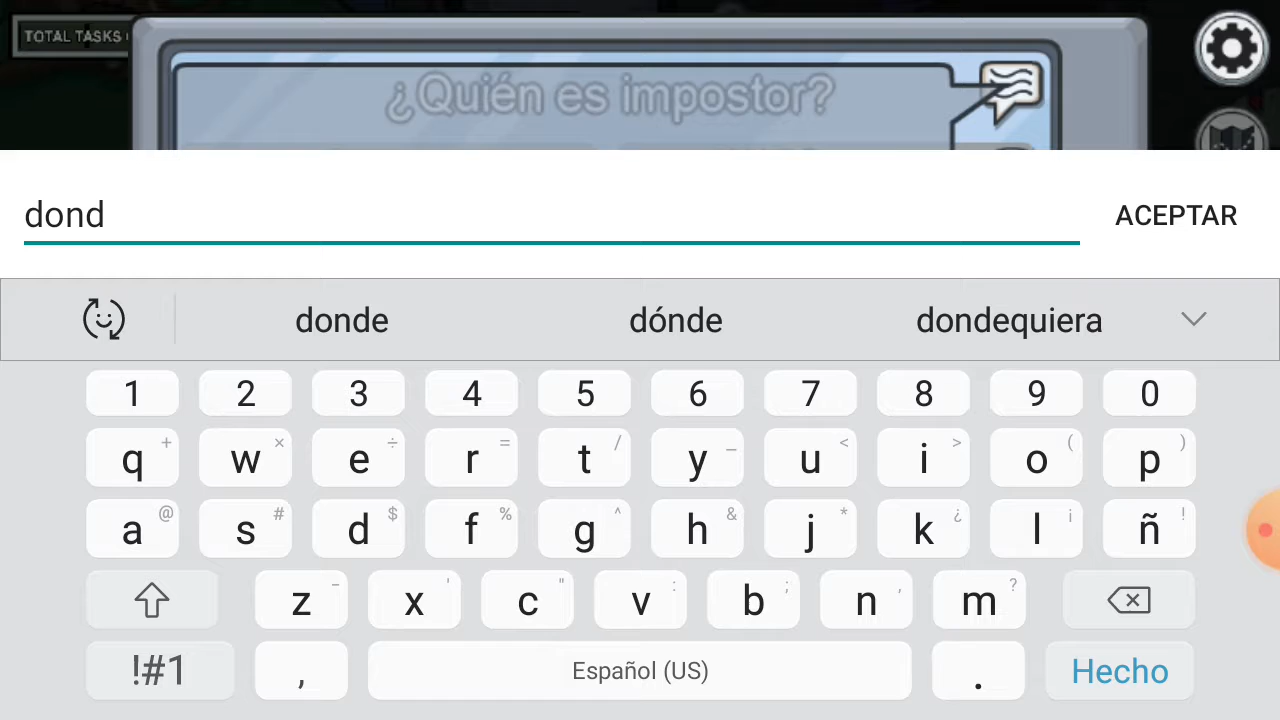 TOTAL TASKS
¿Quién es impostor?
dond
ACEPTAR
donde dónde dondequiera
1 2 3 4 5 6 7 8 9 0
q + w × e ÷ r = t / y _ u < i > o ( p )
a @ s # d $ f % g ^ h & j * k ¿ l ¡ ñ !
z - x ' c " v : b ; n , m ?
!#1 , Español (US) . Hecho